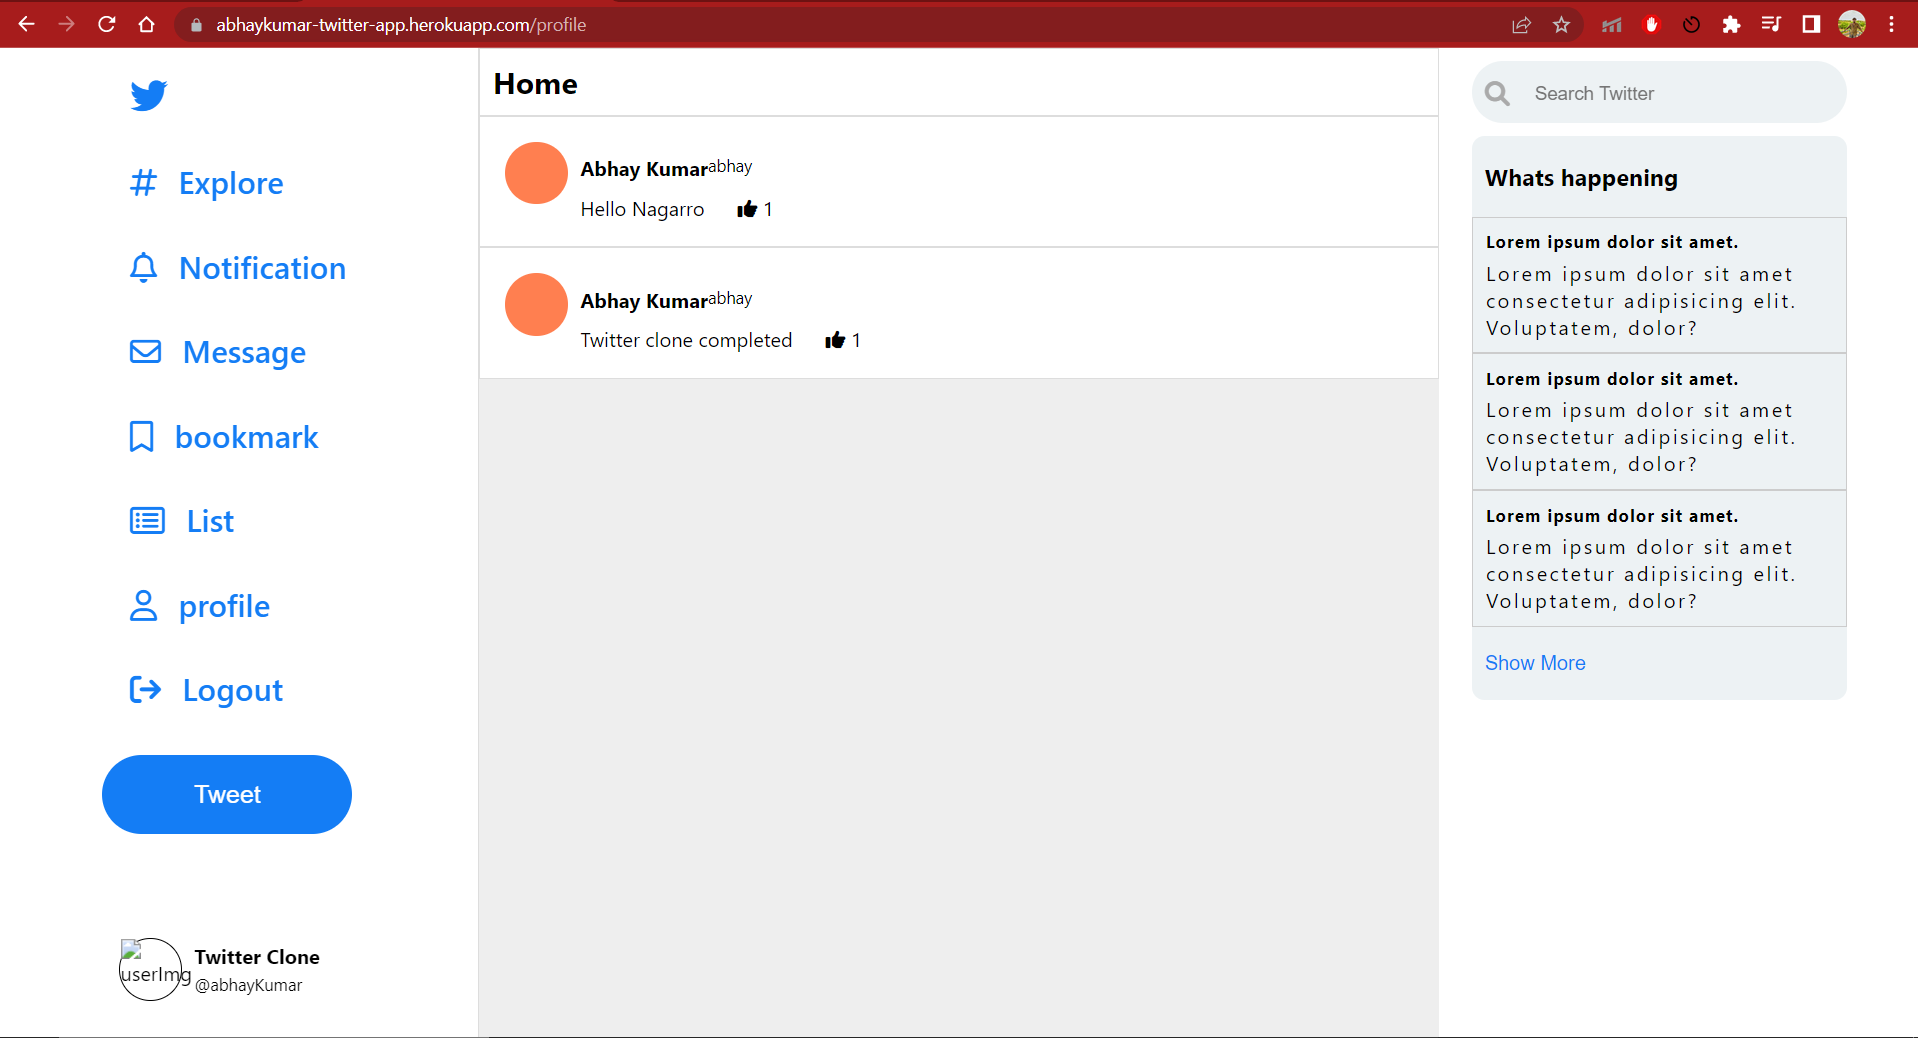 abhaykumar-twitter-app.herokuapp.com/profile
Explore
Notification
Message
bookmark
List
profile
Logout
Tweet
userImg
Twitter Clone
@abhayKumar
Home
Abhay Kumarabhay
Hello Nagarro 1
Abhay Kumarabhay
Twitter clone completed 1
Search Twitter
Whats happening
Lorem ipsum dolor sit amet.
Lorem ipsum dolor sit amet
consectetur adipisicing elit.
Voluptatem, dolor?
Lorem ipsum dolor sit amet.
Lorem ipsum dolor sit amet
consectetur adipisicing elit.
Voluptatem, dolor?
Lorem ipsum dolor sit amet.
Lorem ipsum dolor sit amet
consectetur adipisicing elit.
Voluptatem, dolor?
Show More